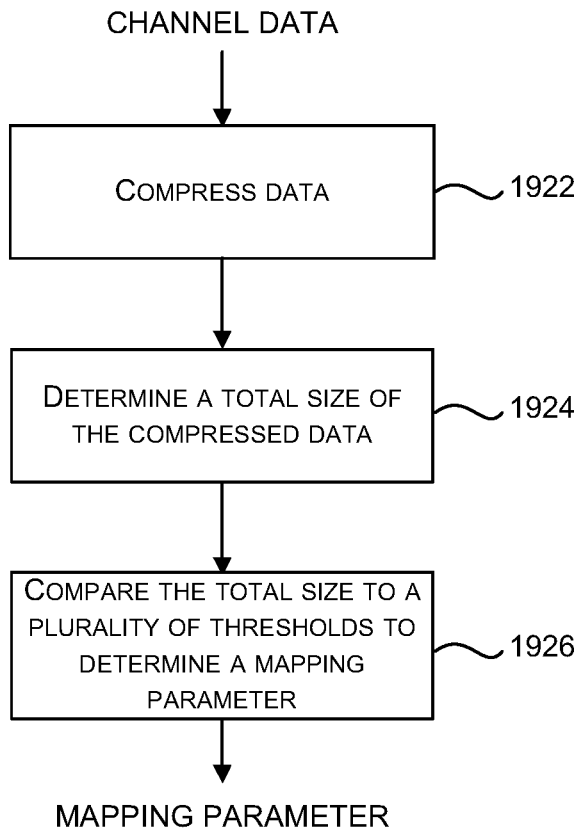 CHANNEL DATA
COMPRESS DATA
1922
DETERMINE A TOTAL SIZE OF
THE COMPRESSED DATA
1924
COMPARE THE TOTAL SIZE TO A
PLURALITY OF THRESHOLDS TO
DETERMINE A MAPPING
PARAMETER
1926
MAPPING PARAMETER